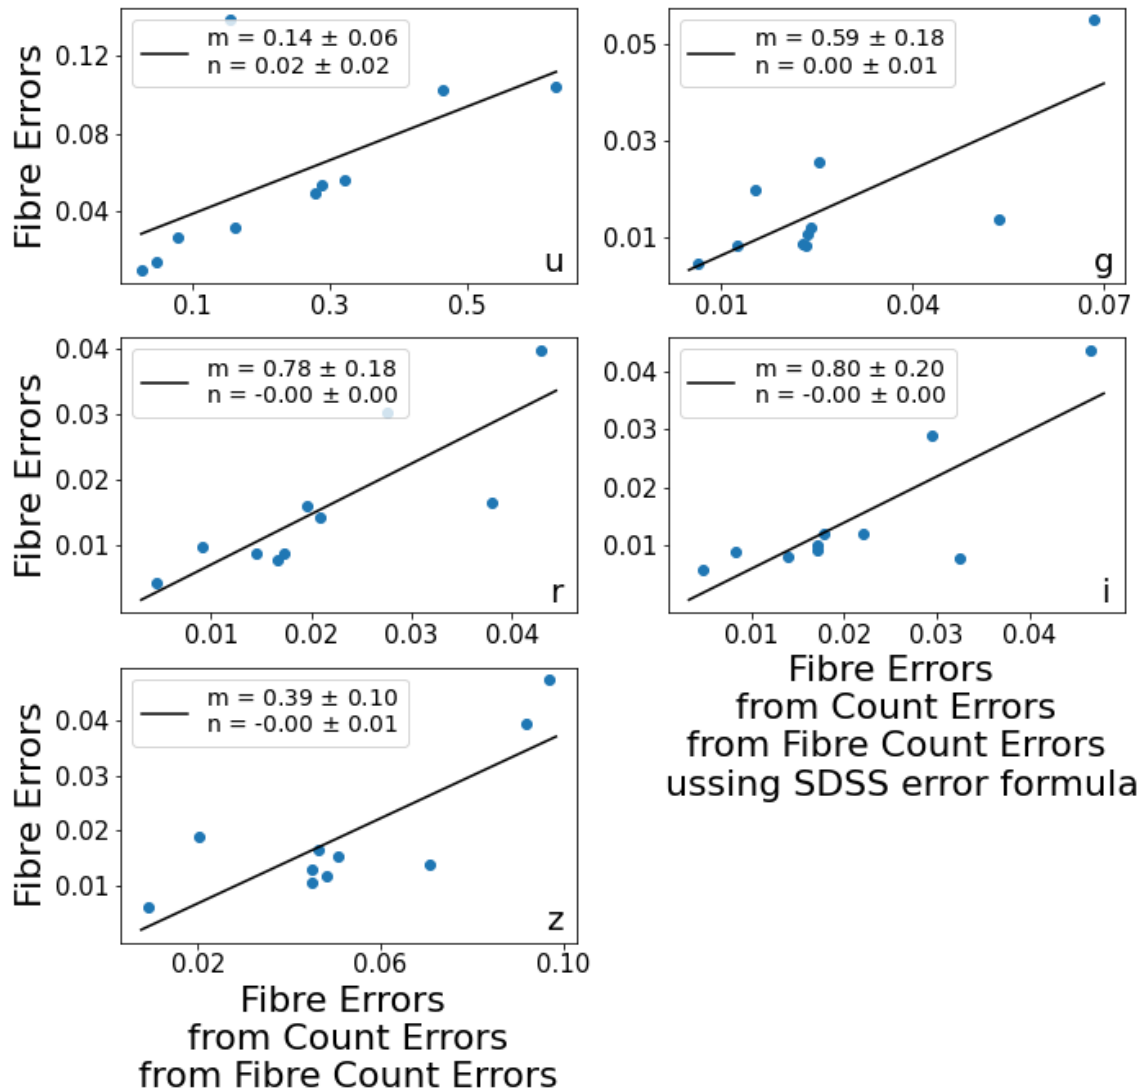 m = 0.14 ± 0.06
n = 0.02 ± 0.02
Fibre Errors
0.12
0.08
0.04
u
0.1 0.3 0.5
m = 0.59 ± 0.18
n = 0.00 ± 0.01
0.05
0.03
0.01
g
0.01 0.04 0.07
m = 0.78 ± 0.18
n = -0.00 ± 0.00
Fibre Errors
0.04
0.03
0.02
0.01
r
0.01 0.02 0.03 0.04
m = 0.80 ± 0.20
n = -0.00 ± 0.00
0.04
0.03
0.02
0.01
i
0.01 0.02 0.03 0.04
Fibre Errors
from Count Errors
from Fibre Count Errors
ussing SDSS error formula
m = 0.39 ± 0.10
n = -0.00 ± 0.01
Fibre Errors
0.04
0.03
0.02
0.01
z
0.02 0.06 0.10
Fibre Errors
from Count Errors
from Fibre Count Errors